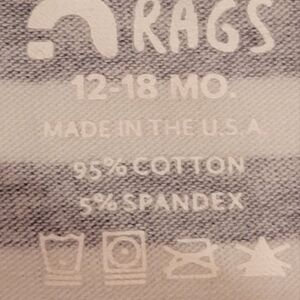 RAGS
12-18 MO.
MADE IN THE U.S.A.
95% COTTON
5% SPANDEX